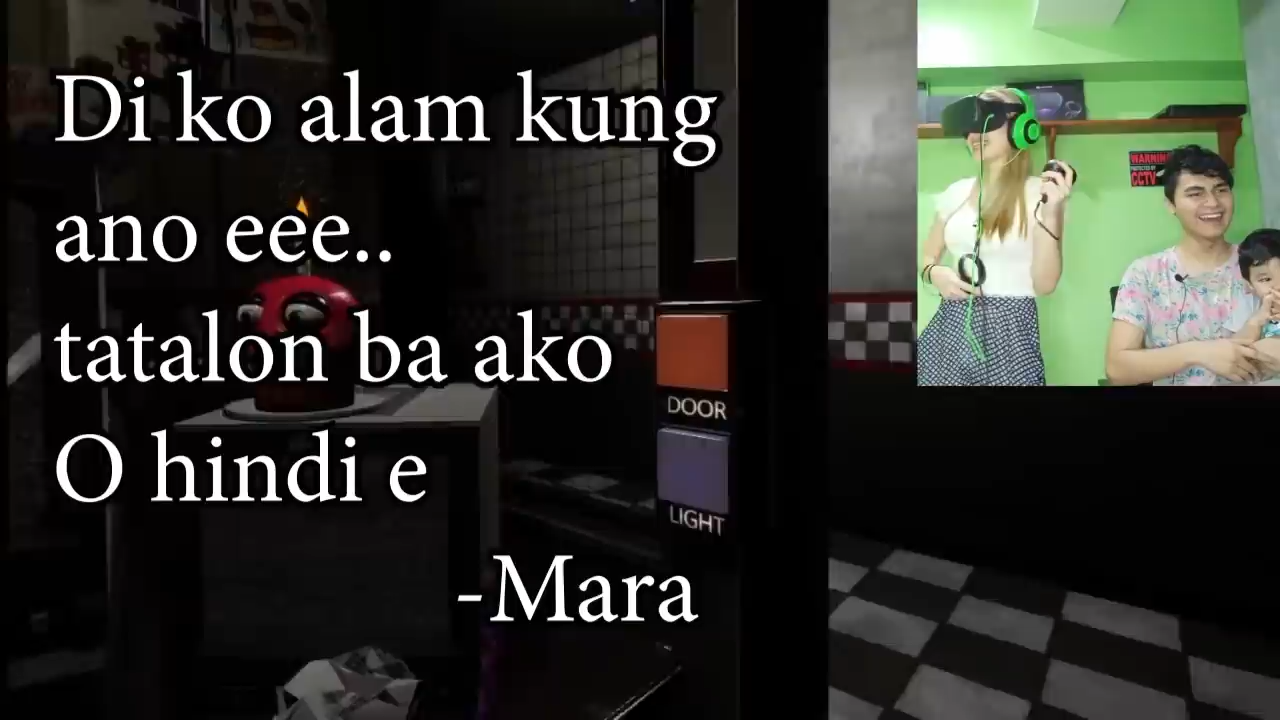 Di ko alam kung
ano eee..
tatalon ba ako
O hindi e
-Mara
DOOR
LIGHT
WARNING
CCTV